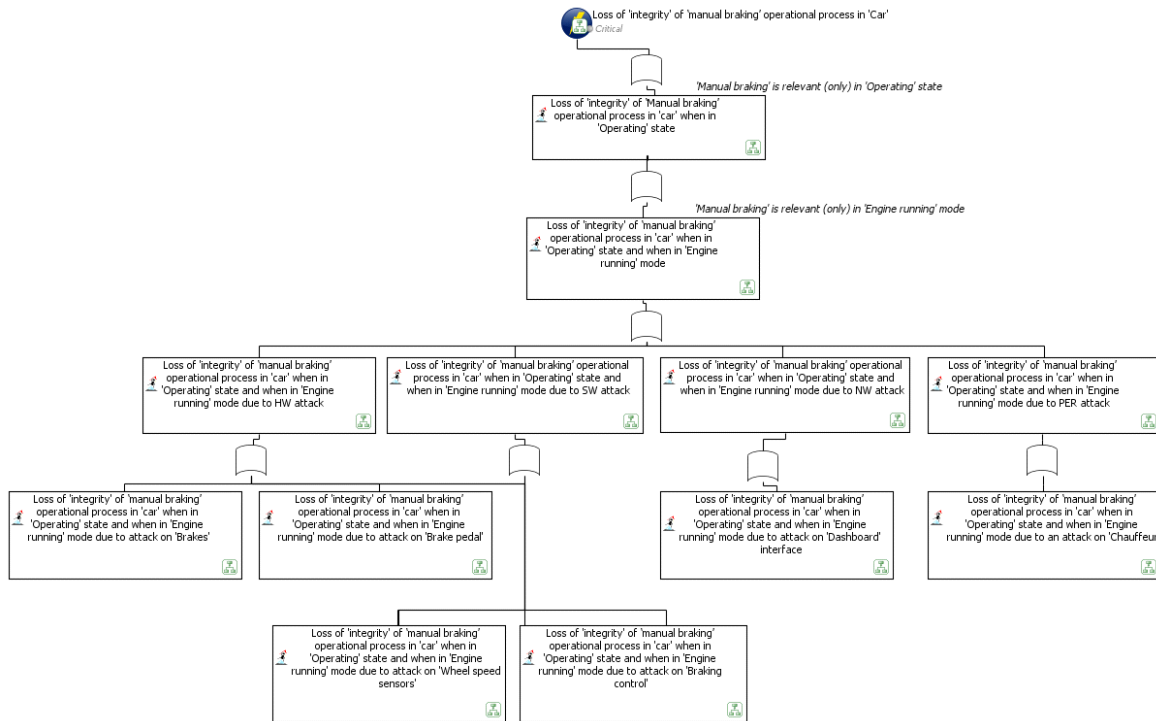 Loss of 'integrity' of 'manual braking' operational process in 'Car'
Critical
'Manual braking' is relevant (only) in 'Operating' state
Loss of 'integrity' of 'Manual braking'
operational process in 'car' when in
'Operating' state
'Manual braking' is relevant (only) in 'Engine running' mode
Loss of 'integrity' of 'manual braking'
operational process in 'car' when in
'Operating' state and when in 'Engine
running' mode
Loss of 'integrity' of 'manual braking'
operational process in 'car' when in
'Operating' state and when in 'Engine
running' mode due to HW attack
Loss of 'integrity' of 'manual braking' operational
process in 'car' when in 'Operating' state and
when in 'Engine running' mode due to SW attack
Loss of 'integrity' of 'manual braking' operational
process in 'car' when in 'Operating' state and
when in 'Engine running' mode due to NW attack
Loss of 'integrity' of 'manual braking'
operational process in 'car' when in
'Operating' state and when in 'Engine
running' mode due to PER attack
Loss of 'integrity' of 'manual braking'
operational process in 'car' when in
'Operating' state and when in 'Engine
running' mode due to attack on 'Brakes'
Loss of 'integrity' of 'manual braking'
operational process in 'car' when in
'Operating' state and when in 'Engine
running' mode due to attack on 'Brake pedal'
Loss of 'integrity' of 'manual braking'
operational process in 'car' when in
'Operating' state and when in 'Engine
running' mode due to attack on 'Dashboard'
interface
Loss of 'integrity' of 'manual braking'
operational process in 'car' when in
'Operating' state and when in 'Engine
running' mode due to an attack on 'Chauffeur
Loss of 'integrity' of 'manual braking'
operational process in 'car' when in
'Operating' state and when in 'Engine
running' mode due to attack on 'Wheel speed
sensors'
Loss of 'integrity' of 'manual braking'
operational process in 'car' when in
'Operating' state and when in 'Engine
running' mode due to attack on 'Braking
control'